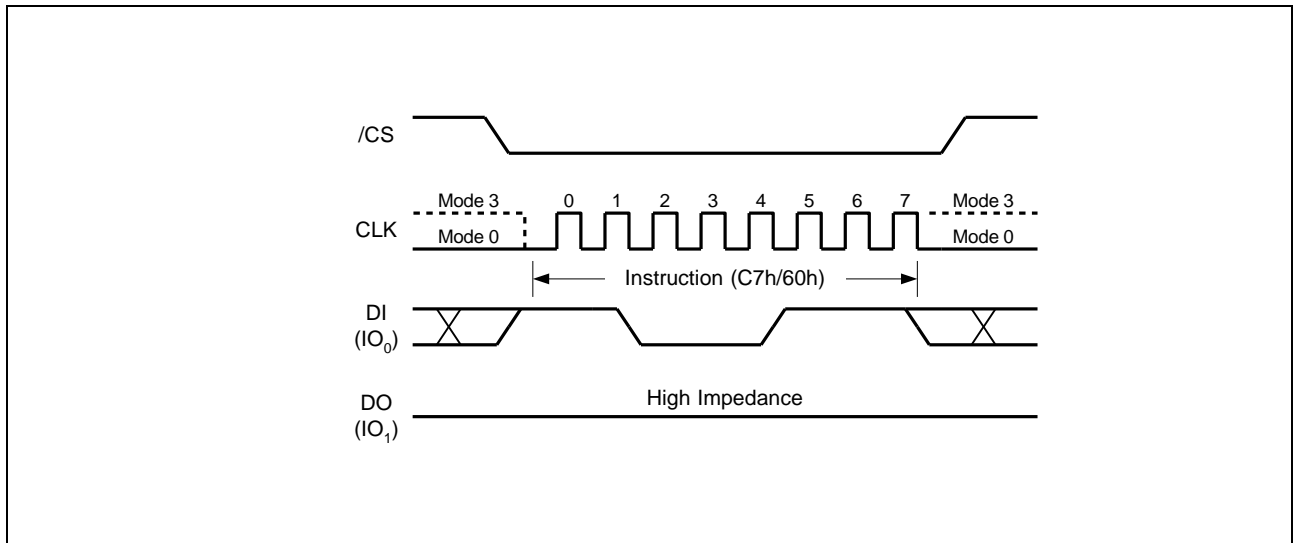 /CS
Mode 3 0 1 2 3 4 5 6 7 Mode 3
CLK
Mode 0 Mode 0
Instruction (C7h/60h)
DI
(IO0)
High Impedance
DO
(IO1)